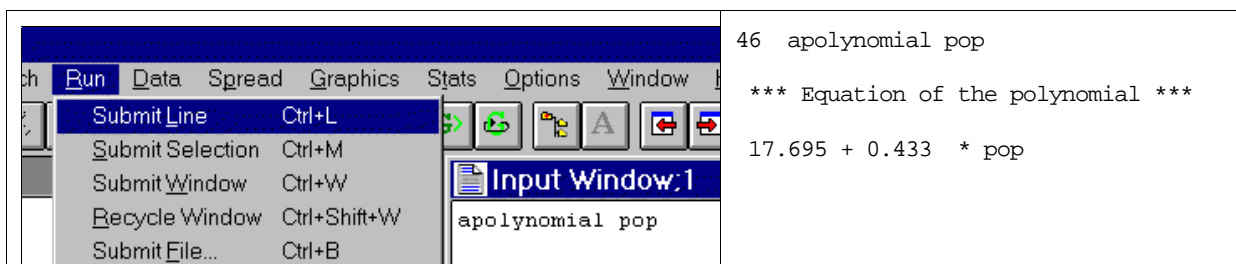 ch Run Data Spread Graphics Stats Options Window
Submit Line Ctrl+L
Submit Selection Ctrl+M
Submit Window Ctrl+W
Recycle Window Ctrl+Shift+W
Submit File... Ctrl+B
A
Input Window;1
apolynomial pop
46 apolynomial pop
*** Equation of the polynomial ***
17.695 + 0.433 * pop